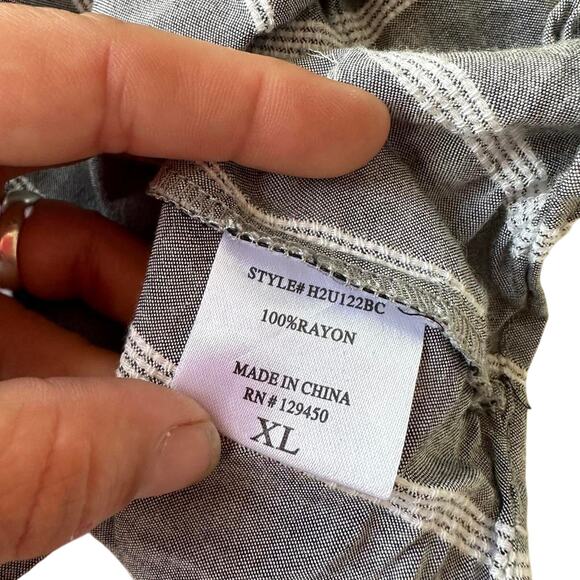 STYLE# H2U122BC
100%RAYON
MADE IN CHINA
RN # 129450
XL